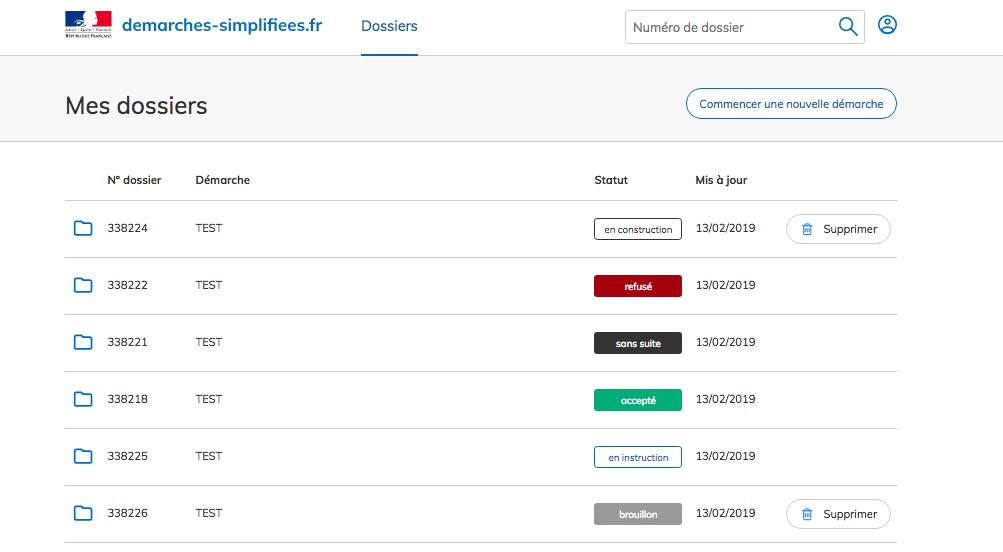 RÉPUBLIQUE FRANÇAISE
demarches-simplifiees.fr
Dossiers
Numéro de dossier
Mes dossiers
Commencer une nouvelle démarche
N° dossier Démarche Statut Mis à jour
338224 TEST en construction 13/02/2019 Supprimer
338222 TEST refusé 13/02/2019
338221 TEST sans suite 13/02/2019
338218 TEST accepté 13/02/2019
338225 TEST en instruction 13/02/2019
338226 TEST brouillon 13/02/2019 Supprimer